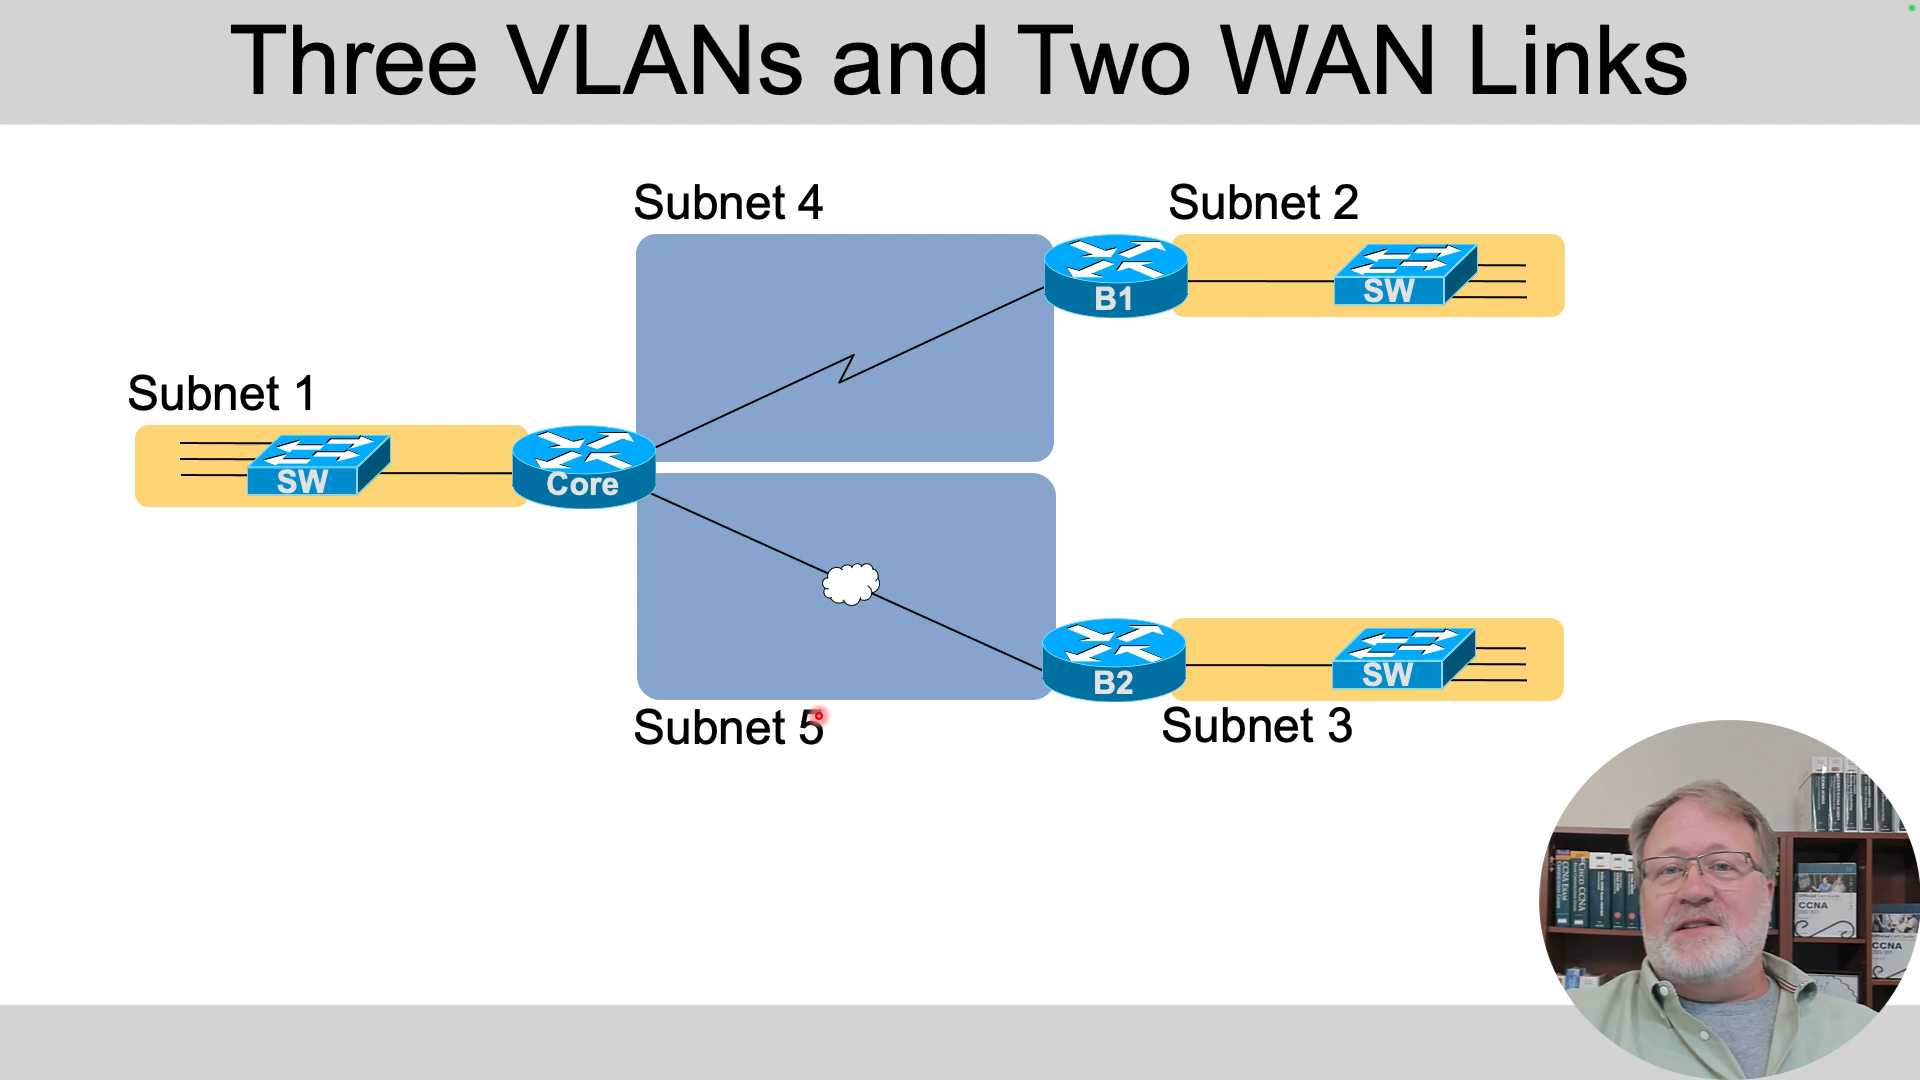 Three VLANs and Two WAN Links
Subnet 4
Subnet 2
B1
SW
Subnet 1
SW
Core
B2
SW
Subnet 5
Subnet 3
CCNA
CCNA